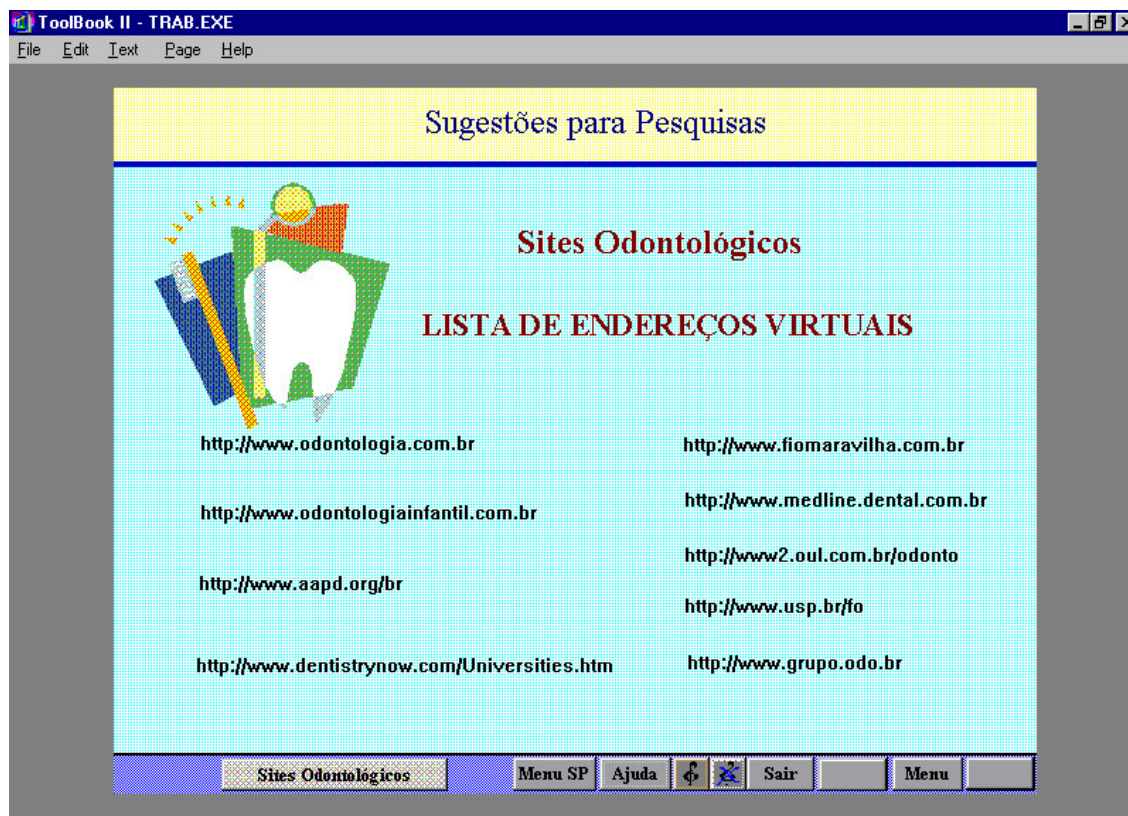 ToolBook II - TRAB.EXE
File Edit Text Page Help
Sugestões para Pesquisas
Sites Odontológicos
LISTA DE ENDEREÇOS VIRTUAIS
http://www.odontologia.com.br
http://www.odontologiainfantil.com.br
http://www.aapd.org/br
http://www.dentistrynow.com/Universities.htm
http://www.fiomaravilha.com.br
http://www.medline.dental.com.br
http://www2.oul.com.br/odonto
http://www.usp.br/fo
http://www.grupo.odo.br
Sites Odontológicos Menu SP Ajuda Sair Menu